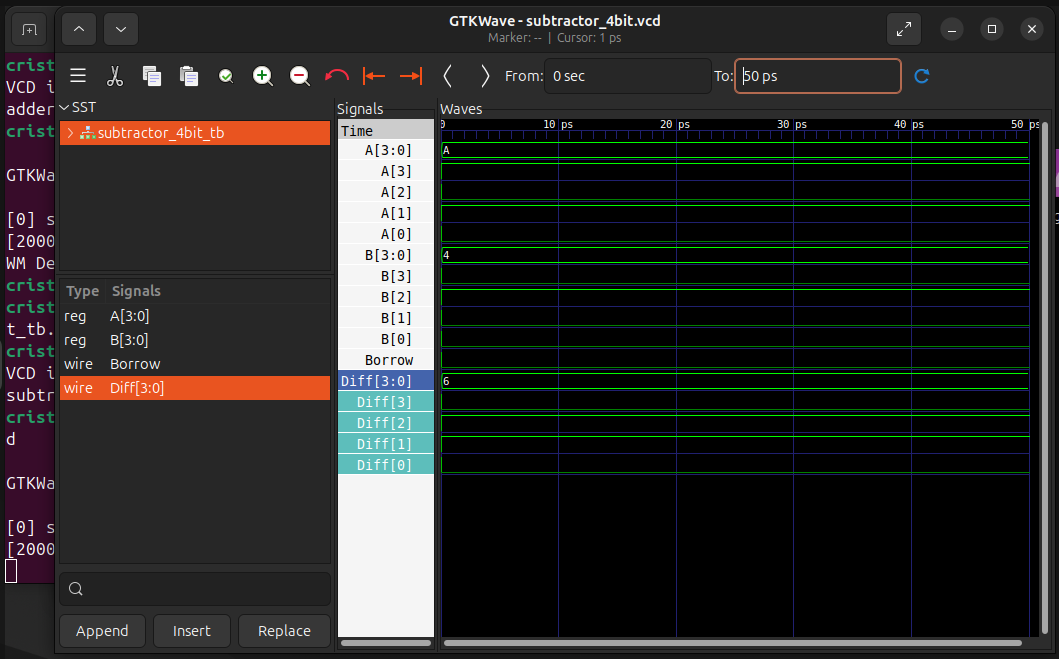 GTKWave - subtractor_4bit.vcd
Marker: -- | Cursor: 1 ps
From: 0 sec To: 50 ps
SST
subtractor_4bit_tb
Type Signals
reg A[3:0]
reg B[3:0]
wire Borrow
wire Diff[3:0]
Append Insert Replace
Signals
Time
A[3:0]
A[3]
A[2]
A[1]
A[0]
B[3:0]
B[3]
B[2]
B[1]
B[0]
Borrow
Diff[3:0]
Diff[3]
Diff[2]
Diff[1]
Diff[0]
Waves
0 10 ps 20 ps 30 ps 40 ps 50 ps
A
4
6
crist
VCD i
adder
crist
GTKWa
[0] s
[2000
WM De
crist
crist
t_tb.
crist
VCD i
subtr
crist
d
GTKWa
[0] s
[2000